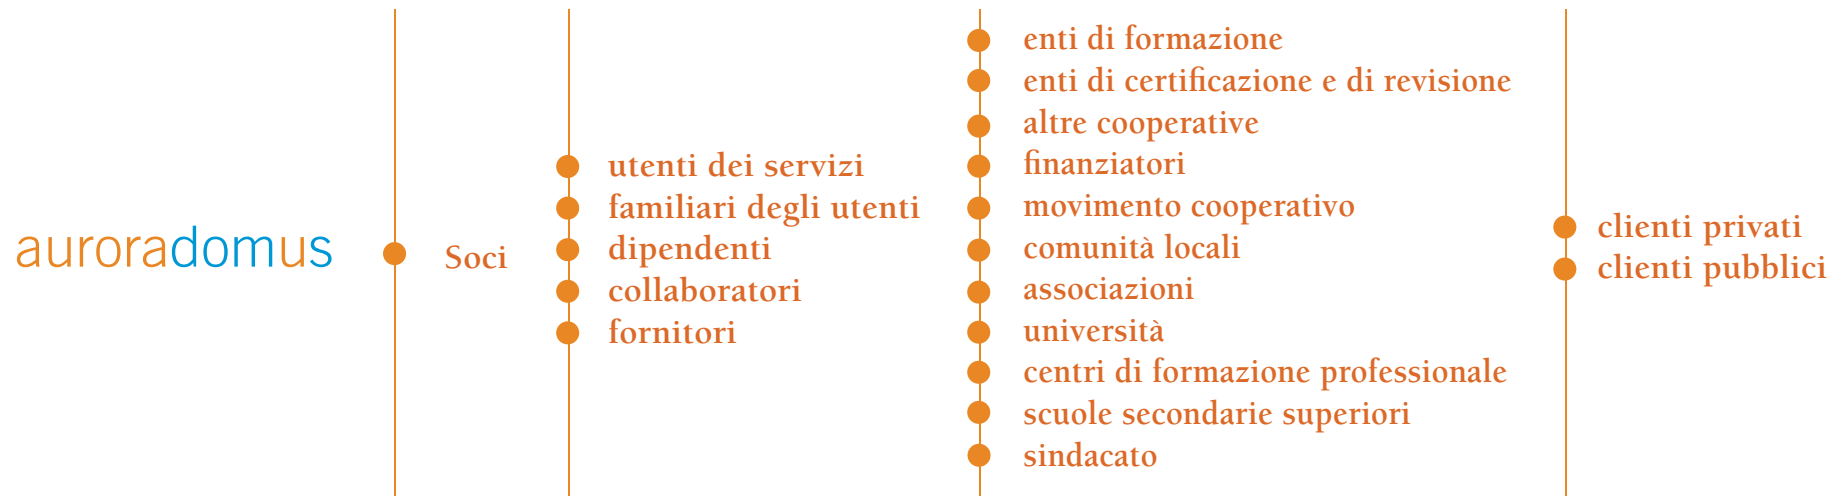 auroradomus
Soci
utenti dei servizi
familiari degli utenti
dipendenti
collaboratori
fornitori
enti di formazione
enti di certificazione e di revisione
altre cooperative
finanziatori
movimento cooperativo
comunità locali
associazioni
università
centri di formazione professionale
scuole secondarie superiori
sindacato
clienti privati
clienti pubblici